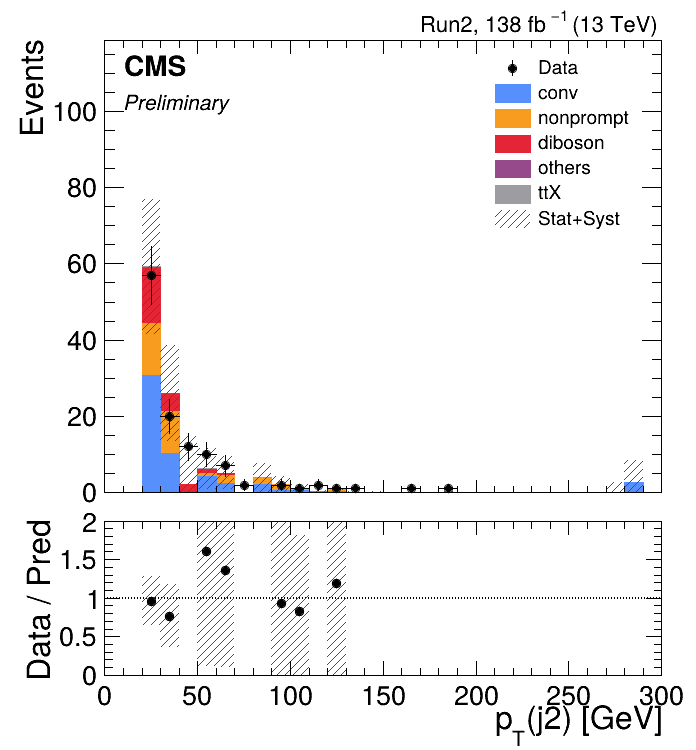 Run2, 138 fb⁻¹ (13 TeV)
CMS
Preliminary
Data
conv
nonprompt
diboson
others
ttX
Stat+Syst
Events
100
80
60
40
20
0
Data / Pred
2
1.5
1
0.5
0
0 50 100 150 200 250 300
p_T(j2) [GeV]